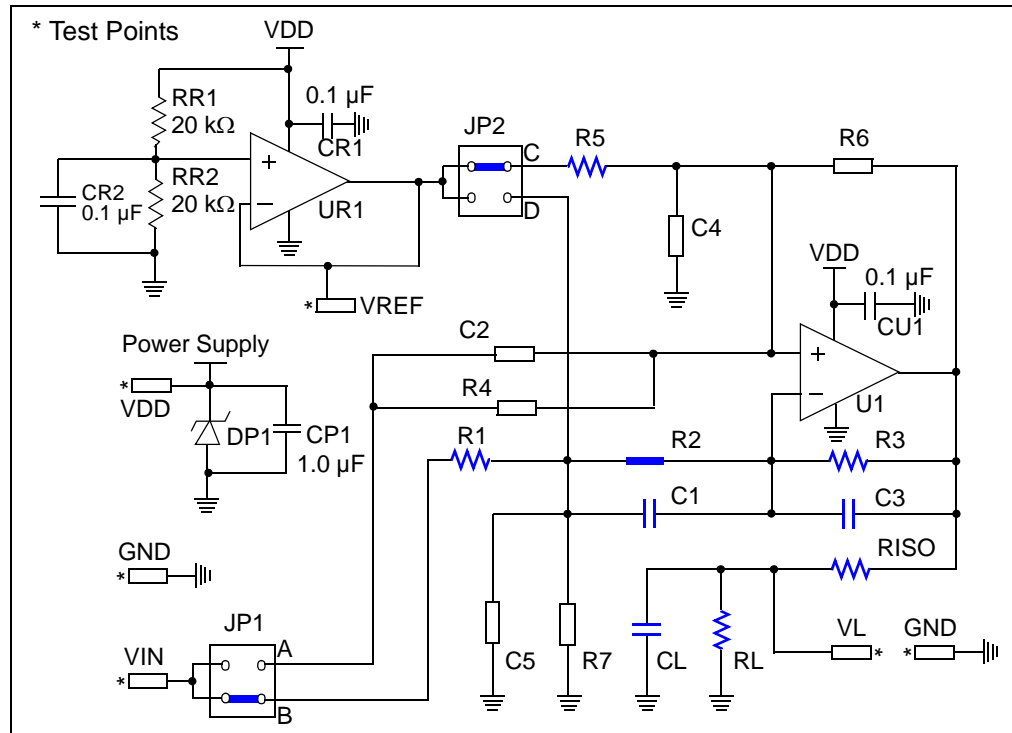 * Test Points
VDD
RR1
20 kΩ
0.1 µF
CR1
JP2
C
R5
R6
+
RR2
20 kΩ
CR2
0.1 µF
−
UR1
D
C4
VDD
0.1 µF
CU1
* VREF
C2
+
−
U1
Power Supply
*
VDD
R4
DP1
CP1
1.0 µF
R1
R2
R3
C1
C3
GND
*
RISO
JP1
A
VIN
*
B
C5
R7
CL
RL
VL
*
GND
*